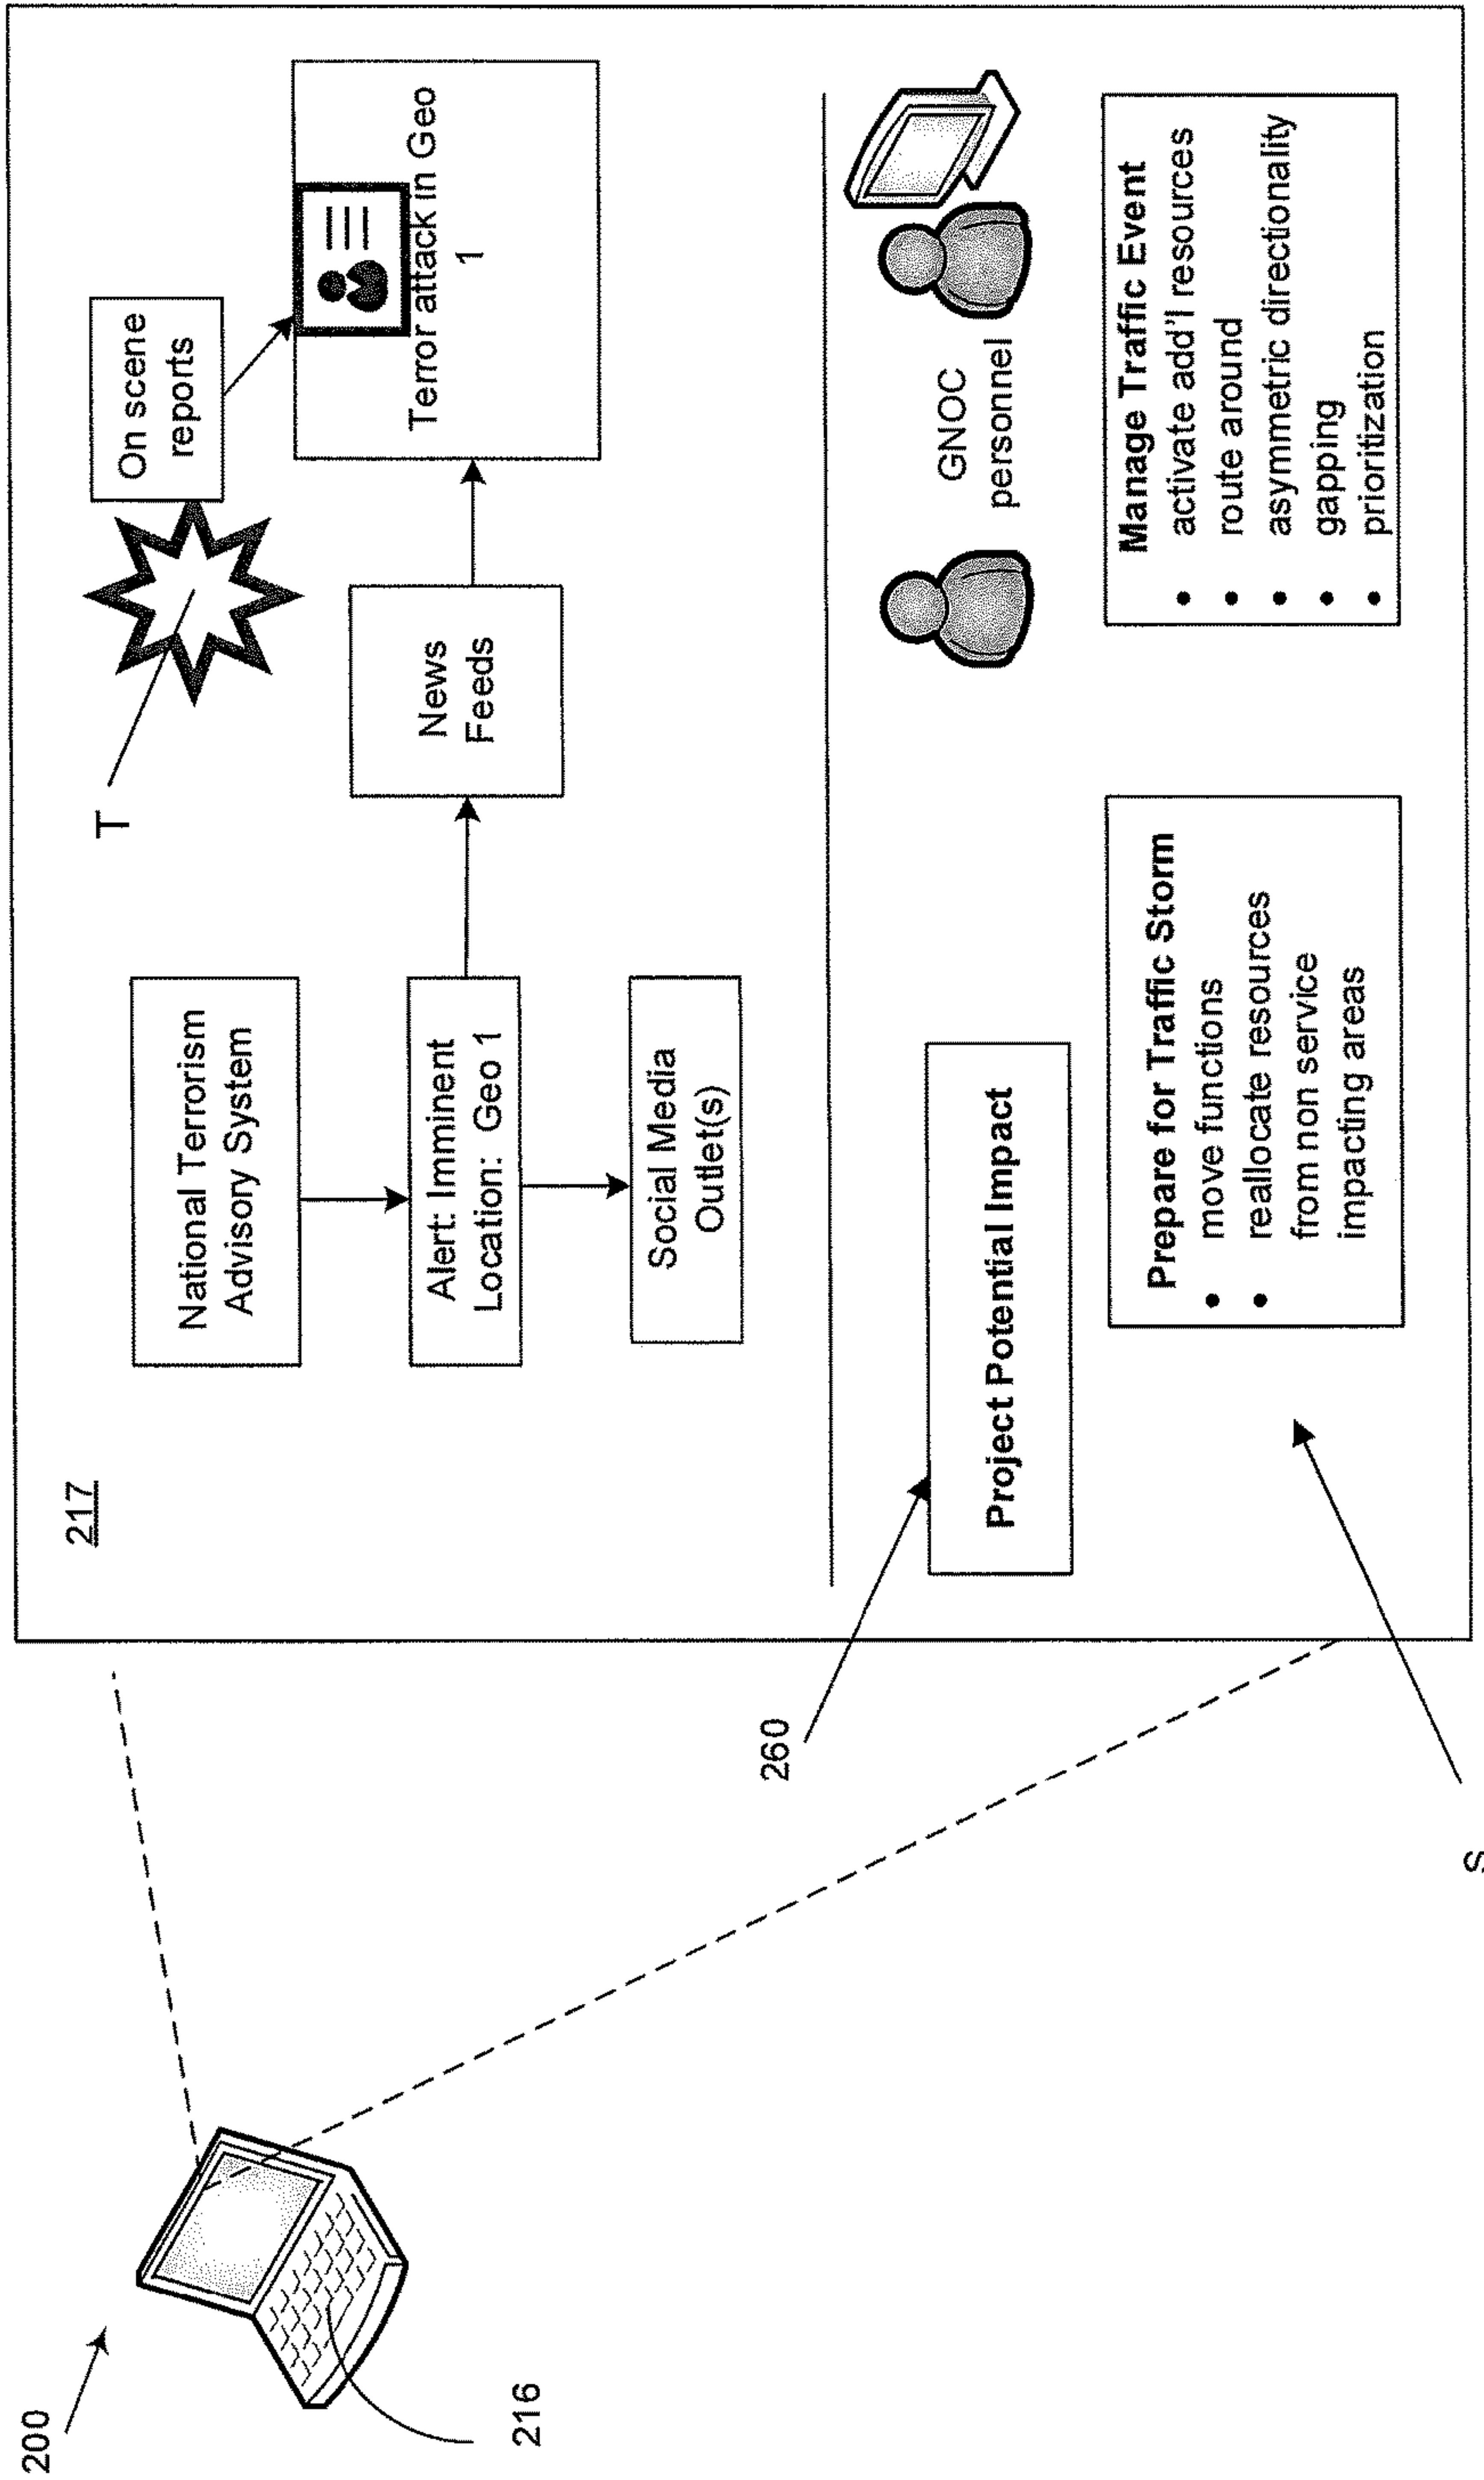 200
216
217
National Terrorism
Advisory System
Alert: Imminent
Location: Geo 1
Social Media
Outlet(s)
T
On scene
reports
News
Feeds
Terror attack in Geo
1
260
Project Potential Impact
GNOC
personnel
Prepare for Traffic Storm
• move functions
• reallocate resources
from non service
impacting areas
Manage Traffic Event
• activate add'l resources
• route around
• asymmetric directionality
• gapping
• prioritization
S